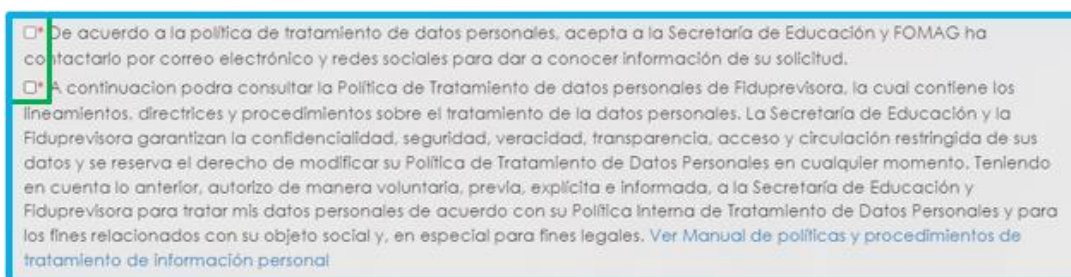 * De acuerdo a la política de tratamiento de datos personales, acepta a la Secretaría de Educación y FOMAG ha
contactarlo por correo electrónico y redes sociales para dar a conocer información de su solicitud.
* A continuacion podra consultar la Política de Tratamiento de datos personales de Fiduprevisora, la cual contiene los
lineamientos, directrices y procedimientos sobre el tratamiento de la datos personales. La Secretaría de Educación y la
Fiduprevisora garantizan la confidencialidad, seguridad, veracidad, transparencia, acceso y circulación restringida de sus
datos y se reserva el derecho de modificar su Política de Tratamiento de Datos Personales en cualquier momento. Teniendo
en cuenta lo anterior, autorizo de manera voluntaria, previa, explícita e informada, a la Secretaría de Educación y
Fiduprevisora para tratar mis datos personales de acuerdo con su Política Interna de Tratamiento de Datos Personales y para
los fines relacionados con su objeto social y, en especial para fines legales. Ver Manual de políticas y procedimientos de
tratamiento de información personal